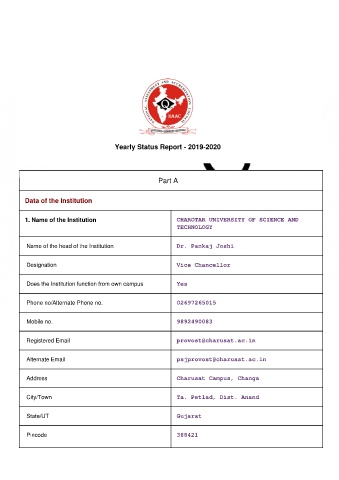 NAAC
Yearly Status Report - 2019-2020
Part A
Data of the Institution
1. Name of the Institution CHAROTAR UNIVERSITY OF SCIENCE AND
TECHNOLOGY
Name of the head of the Institution Dr. Pankaj Joshi
Designation Vice Chancellor
Does the Institution function from own campus Yes
Phone no/Alternate Phone no. 02697265015
Mobile no. 9892490083
Registered Email provost@charusat.ac.in
Alternate Email psjprovost@charusat.ac.in
Address Charusat Campus, Changa
City/Town Ta. Petlad, Dist. Anand
State/UT Gujarat
Pincode 388421